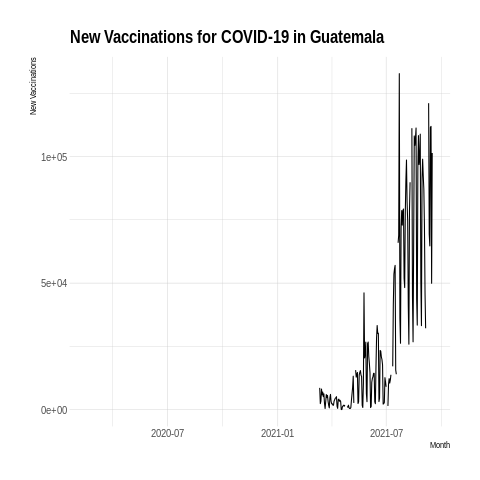 New Vaccinations for COVID-19 in Guatemala
New Vaccinations
1e+05
5e+04
0e+00
2020-07
2021-01
2021-07
Month